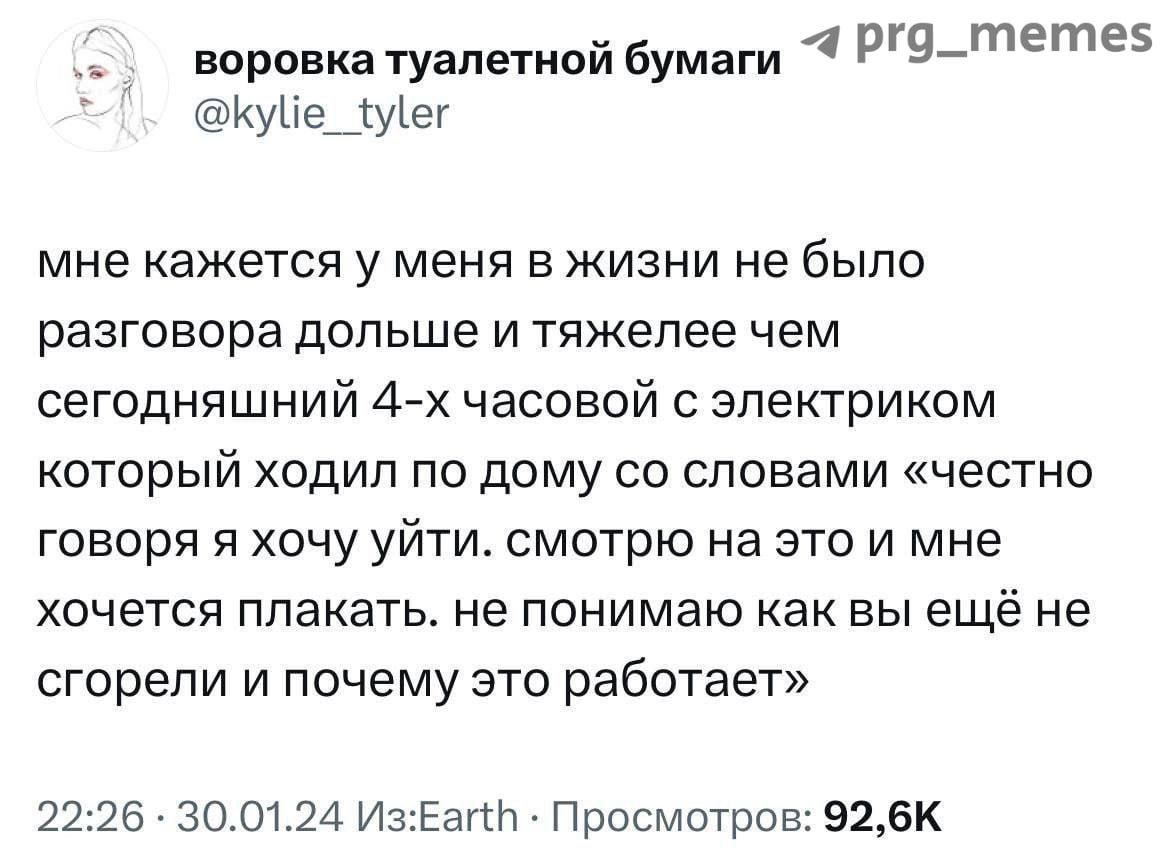 воровка туалетной бумаги
prg_memes
@kylie__tyler
мне кажется у меня в жизни не было
разговора дольше и тяжелее чем
сегодняшний 4-х часовой с электриком
который ходил по дому со словами «честно
говоря я хочу уйти. смотрю на это и мне
хочется плакать. не понимаю как вы ещё не
сгорели и почему это работает»
22:26 · 30.01.24 Из:Earth · Просмотров: 92,6K